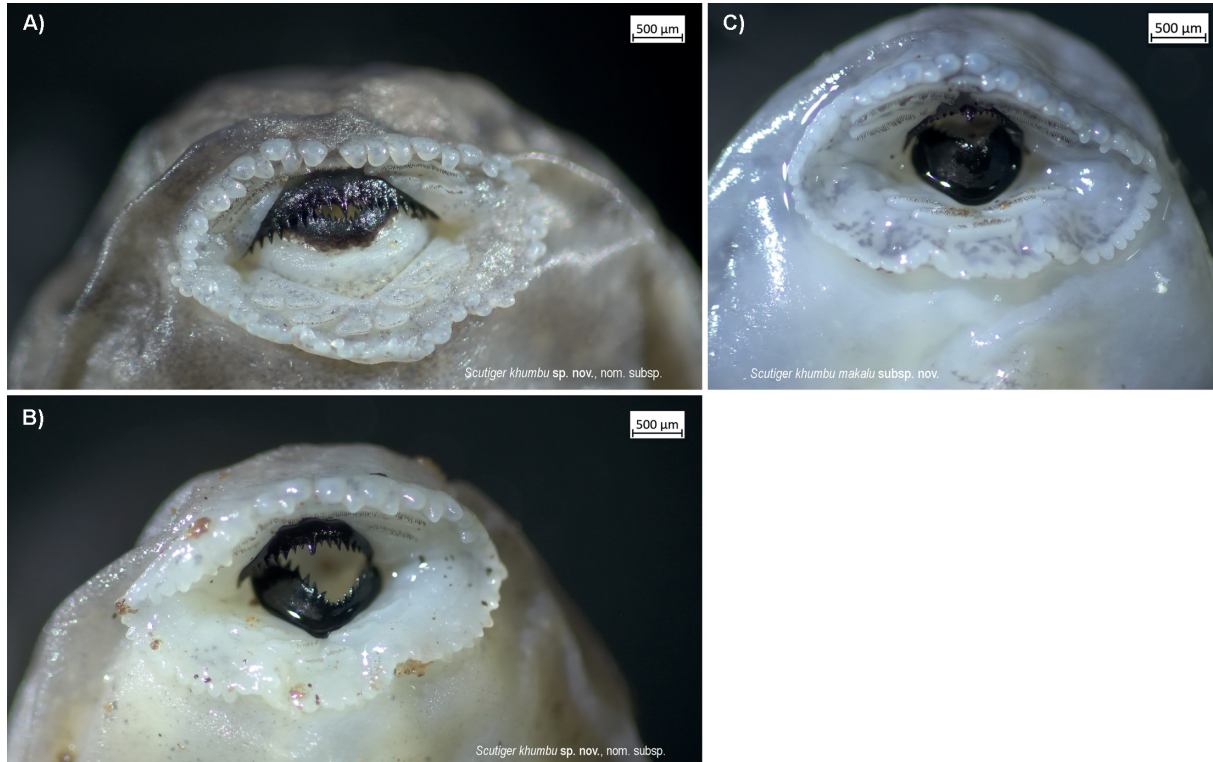 A)
500 µm
Scutiger khumbu sp. nov., nom. subsp.
B)
500 µm
Scutiger khumbu sp. nov., nom. subsp.
C)
500 µm
Scutiger khumbu makalu subsp. nov.